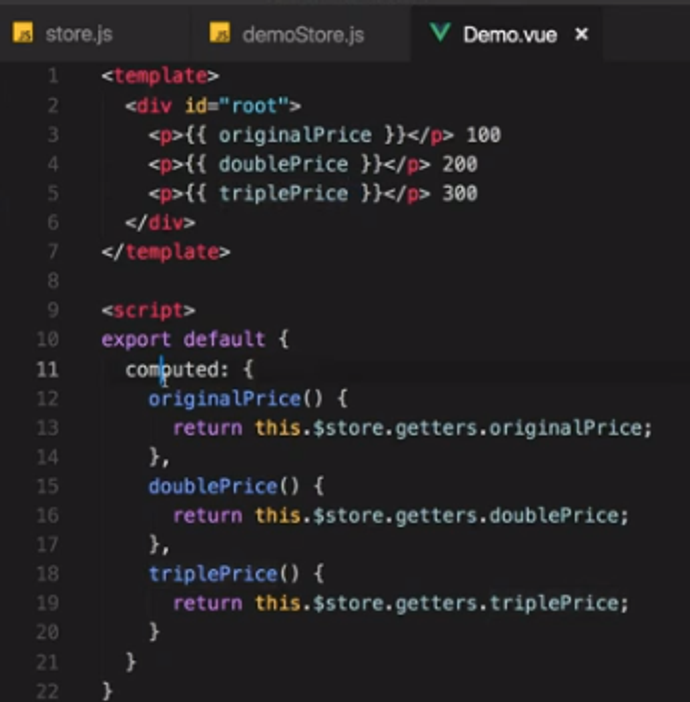 store.js demoStore.js Demo.vue ×
1 <template>
2 <div id="root">
3 <p>{{ originalPrice }}</p> 100
4 <p>{{ doublePrice }}</p> 200
5 <p>{{ triplePrice }}</p> 300
6 </div>
7 </template>
8
9 <script>
10 export default {
11 computed: {
12 originalPrice() {
13 return this.$store.getters.originalPrice;
14 },
15 doublePrice() {
16 return this.$store.getters.doublePrice;
17 },
18 triplePrice() {
19 return this.$store.getters.triplePrice;
20 }
21 }
22 }